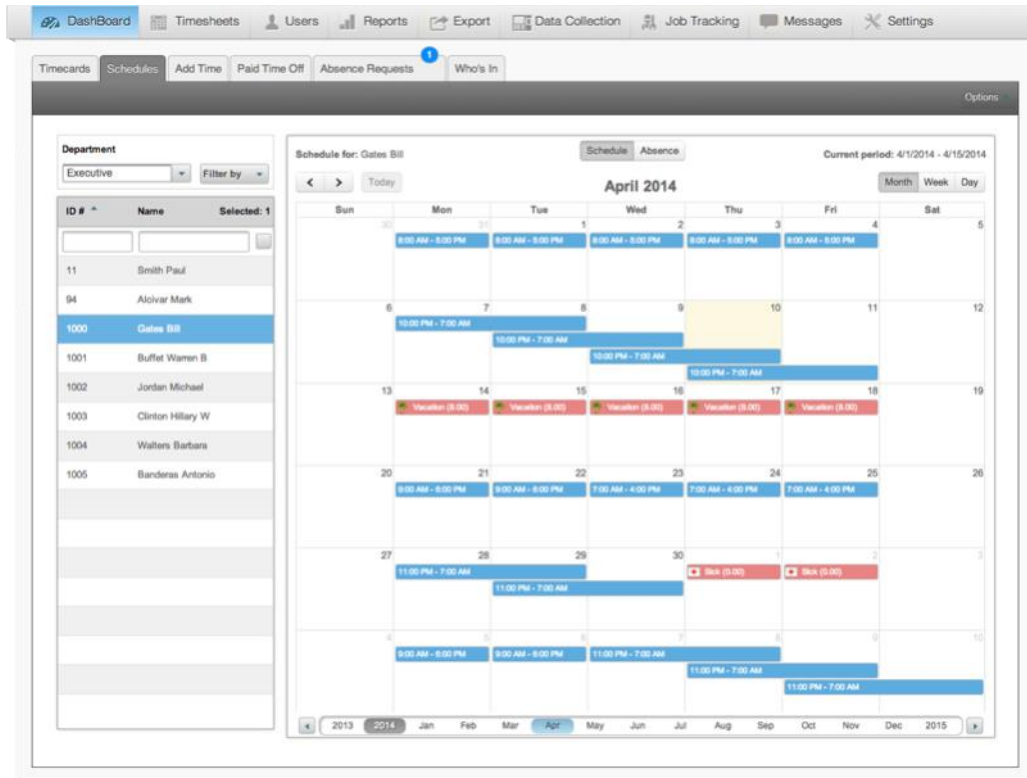 DashBoard Timesheets Users Reports Export Data Collection Job Tracking Messages Settings
Timecards Schedules Add Time Paid Time Off Absence Requests 1 Who's In
Options
Department
Executive Filter by
ID # Name Selected: 1
11 Smith Paul
94 Alcivar Mark
1000 Gates Bill
1001 Buffet Warren B
1002 Jordan Michael
1003 Clinton Hillary W
1004 Walters Barbara
1005 Banderas Antonio
Schedule for: Gates Bill Schedule Absence Current period: 4/1/2014 - 4/15/2014
< > Today April 2014 Month Week Day
Sun Mon Tue Wed Thu Fri Sat
30 31 1 2 3 4 5
8:00 AM - 5:00 PM 8:00 AM - 5:00 PM 8:00 AM - 5:00 PM 8:00 AM - 5:00 PM 8:00 AM - 5:00 PM
6 7 8 9 10 11 12
10:00 PM - 7:00 AM
10:00 PM - 7:00 AM
10:00 PM - 7:00 AM
10:00 PM - 7:00 AM
13 14 15 16 17 18 19
Vacation (8.00) Vacation (8.00) Vacation (8.00) Vacation (8.00) Vacation (8.00)
20 21 22 23 24 25 26
9:00 AM - 6:00 PM 9:00 AM - 6:00 PM 7:00 AM - 4:00 PM 7:00 AM - 4:00 PM 7:00 AM - 4:00 PM
27 28 29 30 1 2 3
11:00 PM - 7:00 AM Sick (0.00) Sick (0.00)
11:00 PM - 7:00 AM
4 5 6 7 8 9 10
9:00 AM - 6:00 PM 9:00 AM - 6:00 PM 11:00 PM - 7:00 AM
11:00 PM - 7:00 AM
11:00 PM - 7:00 AM
2013 2014 Jan Feb Mar Apr May Jun Jul Aug Sep Oct Nov Dec 2015